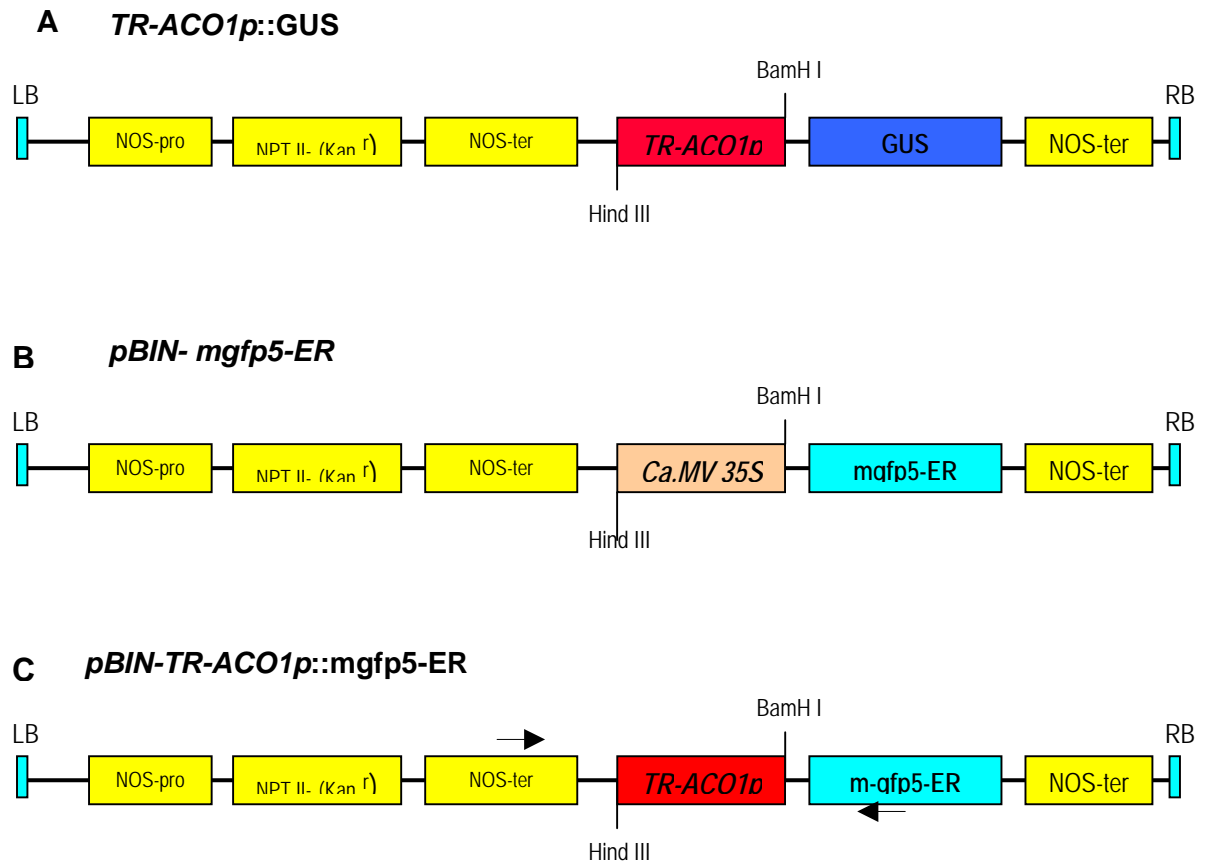 A TR-ACO1p::GUS
BamH I
LB RB
NOS-pro NPT II- (Kan r) NOS-ter TR-ACO1p GUS NOS-ter
Hind III
B pBIN- mgfp5-ER
BamH I
LB RB
NOS-pro NPT II- (Kan r) NOS-ter Ca.MV 35S mgfp5-ER NOS-ter
Hind III
C pBIN-TR-ACO1p::mgfp5-ER
BamH I
LB RB
NOS-pro NPT II- (Kan r) NOS-ter TR-ACO1p m-gfp5-ER NOS-ter
Hind III